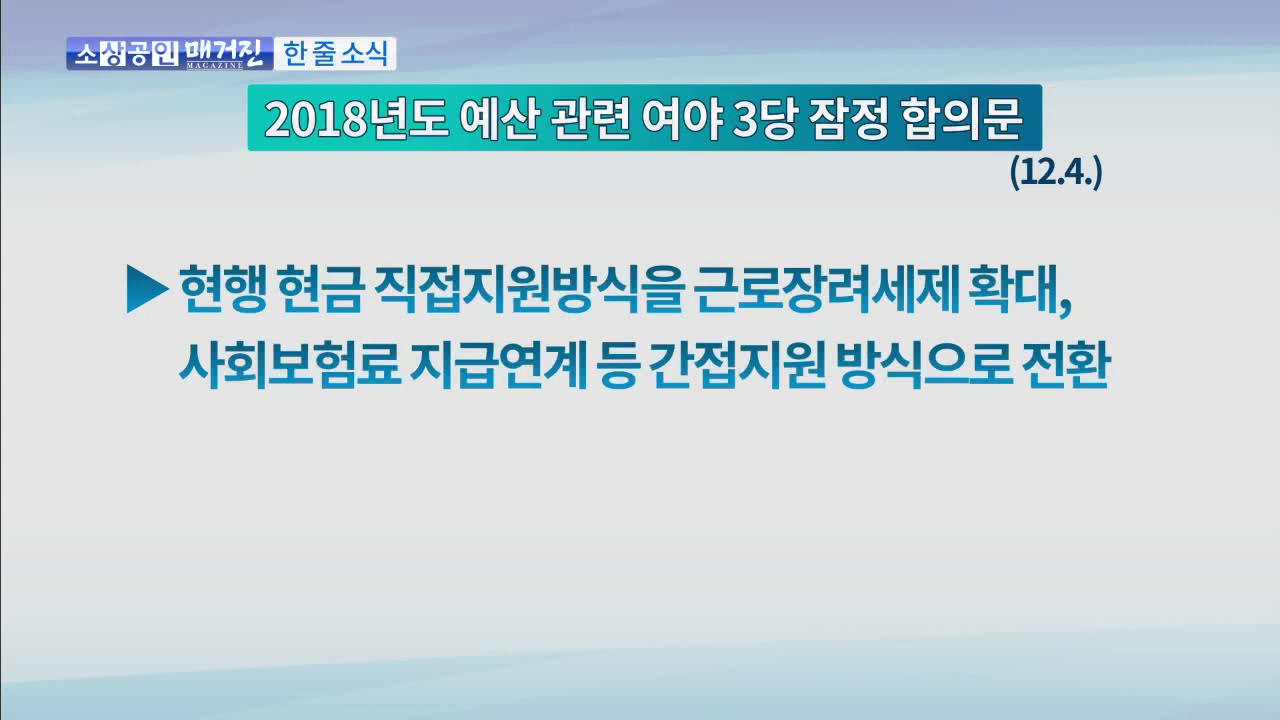 소상공인 매거진 한 줄 소식
MAGAZINE
2018년도 예산 관련 여야 3당 잠정 합의문
(12.4.)
▶ 현행 현금 직접지원방식을 근로장려세제 확대,
사회보험료 지급연계 등 간접지원 방식으로 전환